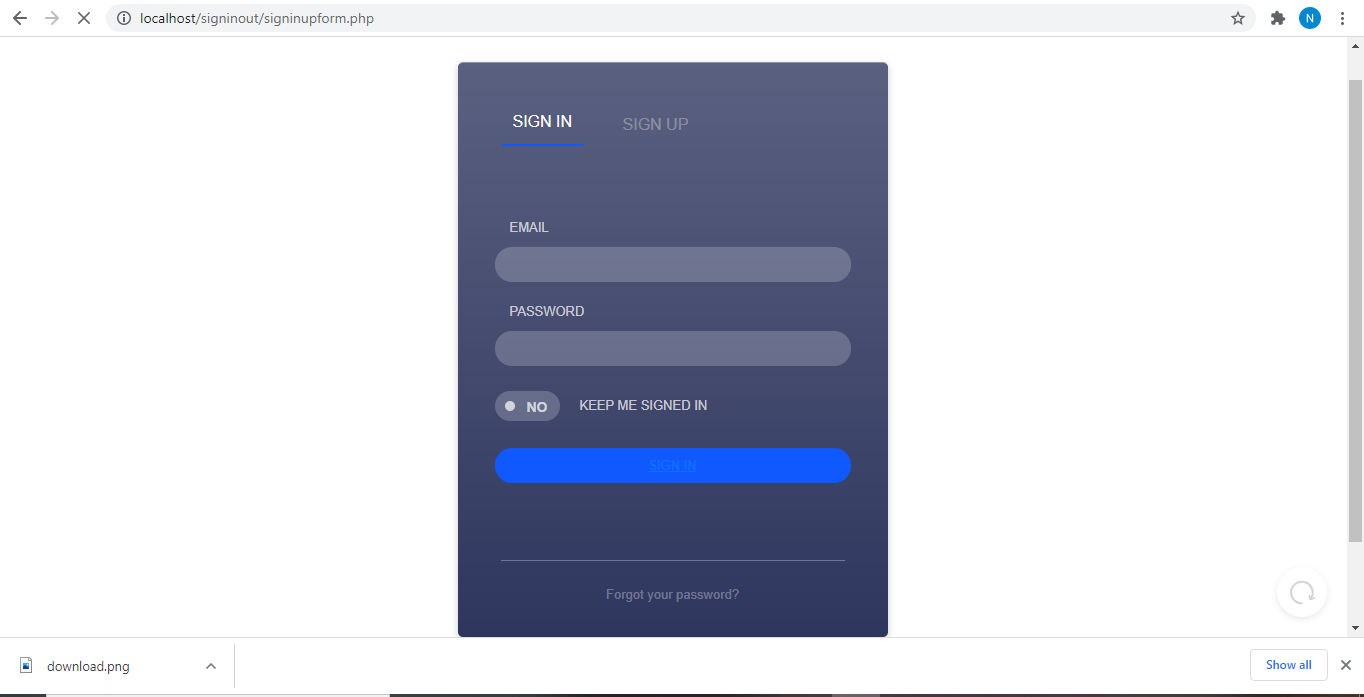 localhost/signinout/signinupform.php
N
SIGN IN
SIGN UP
EMAIL
PASSWORD
NO
KEEP ME SIGNED IN
SIGN IN
Forgot your password?
download.png
Show all